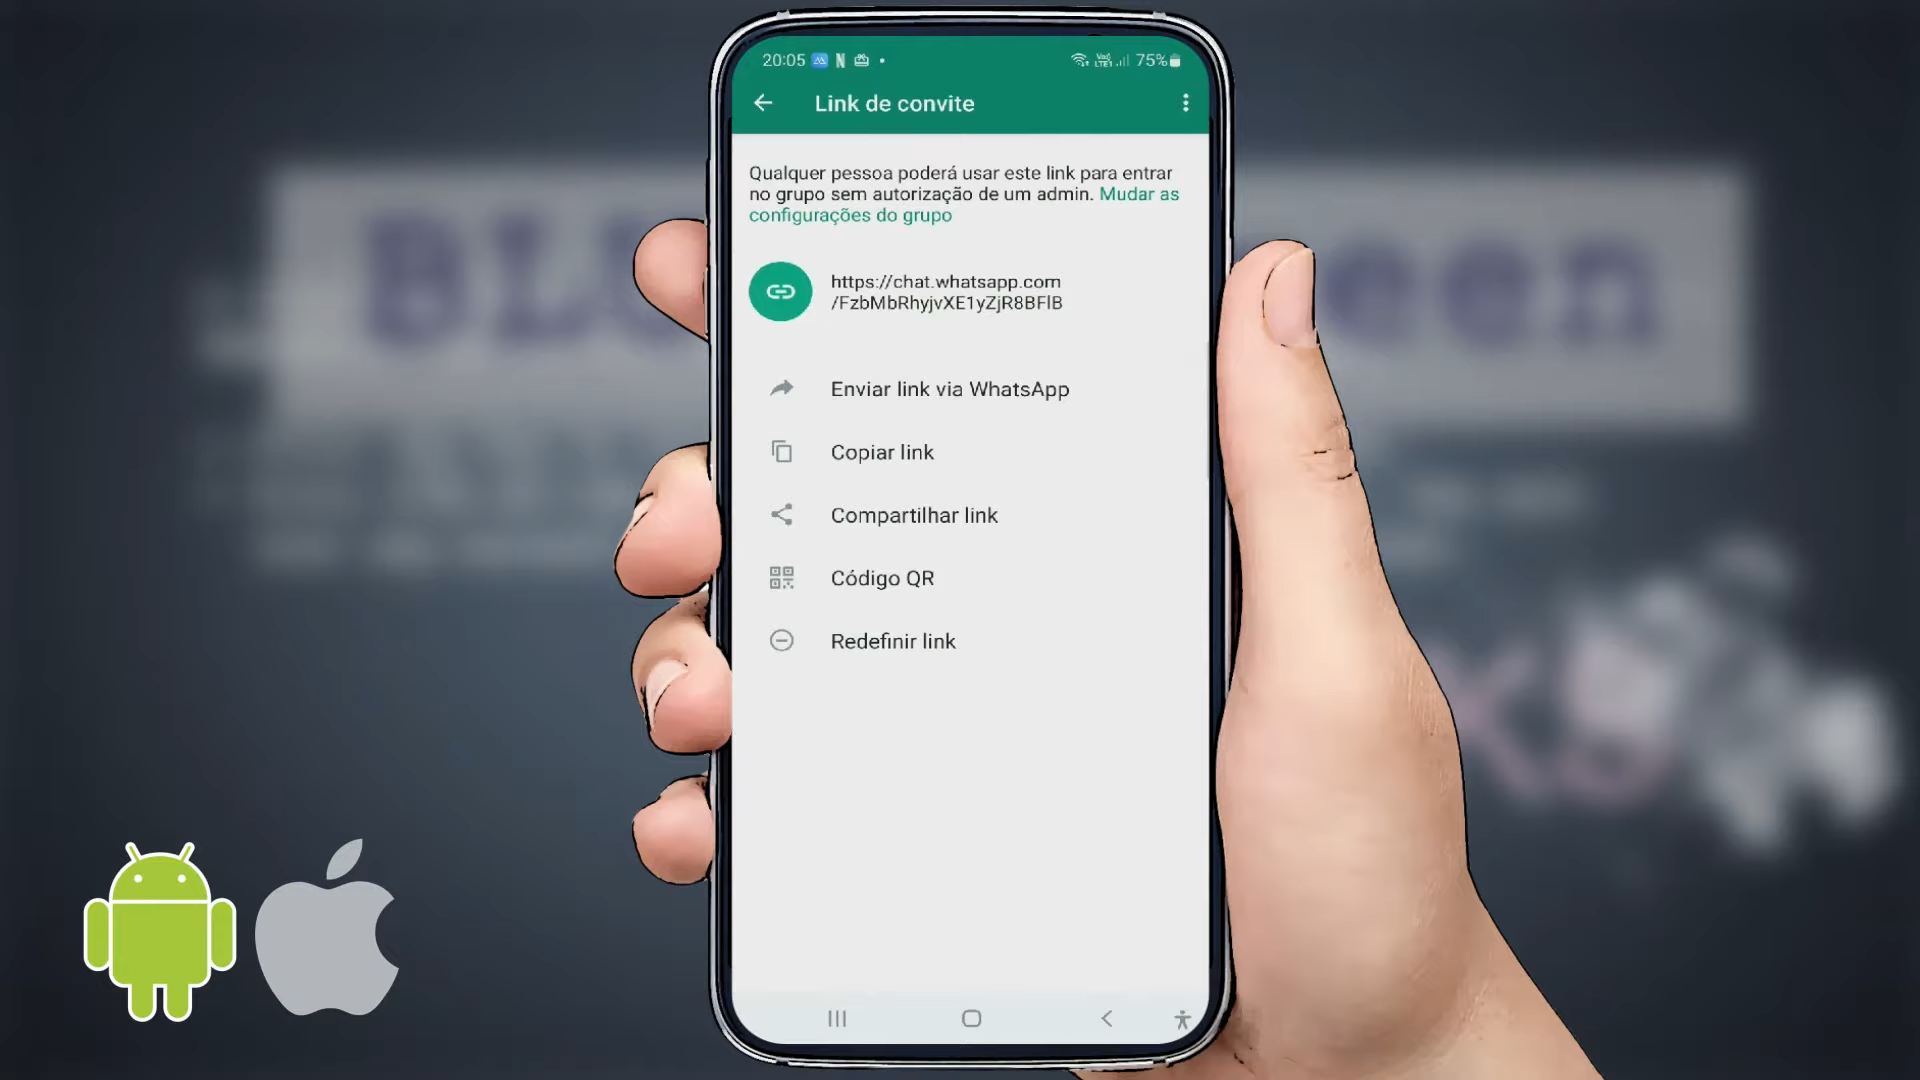 20:05
75%
Link de convite
Qualquer pessoa poderá usar este link para entrar
no grupo sem autorização de um admin. Mudar as
configurações do grupo
https://chat.whatsapp.com
/FzbMbRhyjvXE1yZjR8BFlB
Enviar link via WhatsApp
Copiar link
Compartilhar link
Código QR
Redefinir link